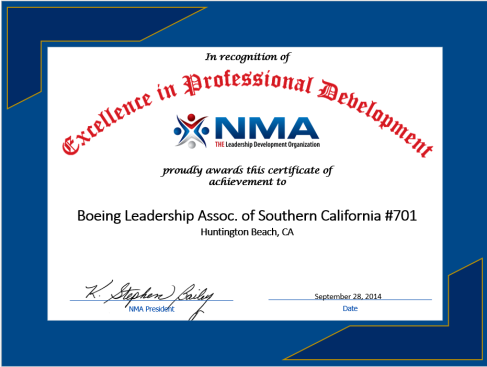 In recognition of
Excellence in Professional Development
NMA
THE Leadership Development Organization
proudly awards this certificate of
achievement to
Boeing Leadership Assoc. of Southern California #701
Huntington Beach, CA
K. Stephen Bailey
September 28, 2014
NMA President
Date